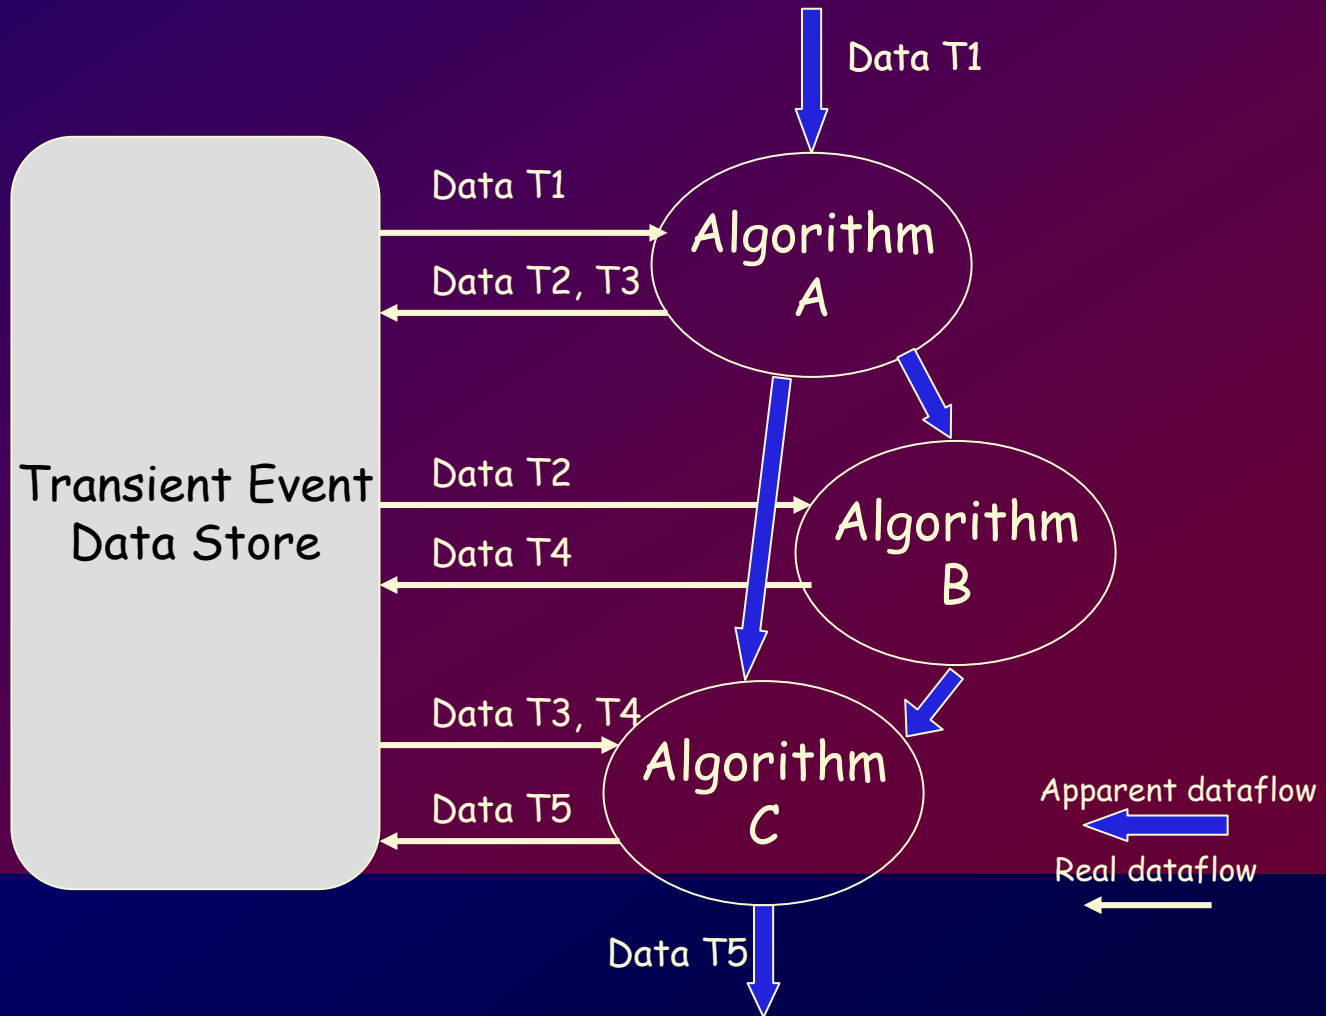 Data T1
Data T1
Algorithm
A
Data T2, T3
Transient Event
Data Store
Data T2
Algorithm
B
Data T4
Data T3, T4
Algorithm
C
Data T5
Apparent dataflow
Real dataflow
Data T5